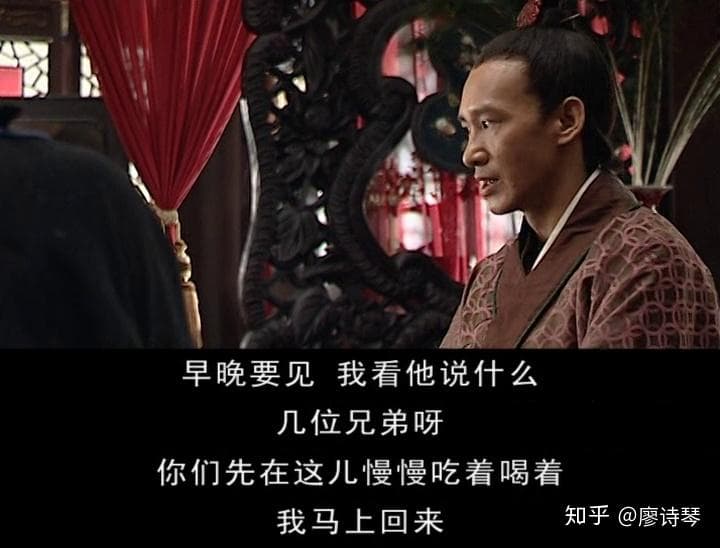 早晚要见 我看他说什么
几位兄弟呀
你们先在这儿慢慢吃着喝着
我马上回来
知乎 @廖诗琴